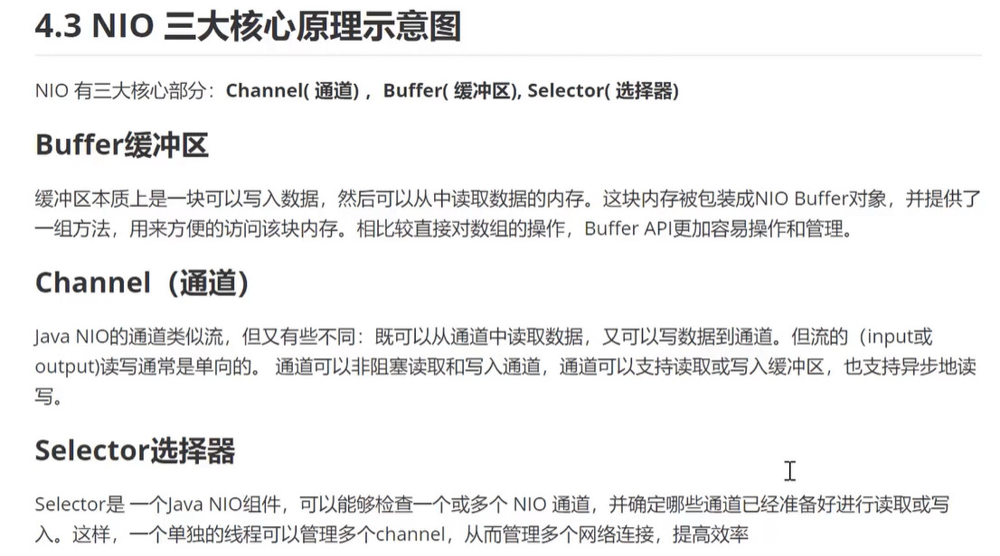 4.3 NIO 三大核心原理示意图
NIO 有三大核心部分：Channel( 通道) ，Buffer( 缓冲区), Selector( 选择器)
Buffer缓冲区
缓冲区本质上是一块可以写入数据，然后可以从中读取数据的内存。这块内存被包装成NIO Buffer对象，并提供了
一组方法，用来方便的访问该块内存。相比较直接对数组的操作，Buffer API更加容易操作和管理。
Channel（通道）
Java NIO的通道类似流，但又有些不同：既可以从通道中读取数据，又可以写数据到通道。但流的（input或
output)读写通常是单向的。 通道可以非阻塞读取和写入通道，通道可以支持读取或写入缓冲区，也支持异步地读
写。
Selector选择器
Selector是 一个Java NIO组件，可以能够检查一个或多个 NIO 通道，并确定哪些通道已经准备好进行读取或写
入。这样，一个单独的线程可以管理多个channel，从而管理多个网络连接，提高效率